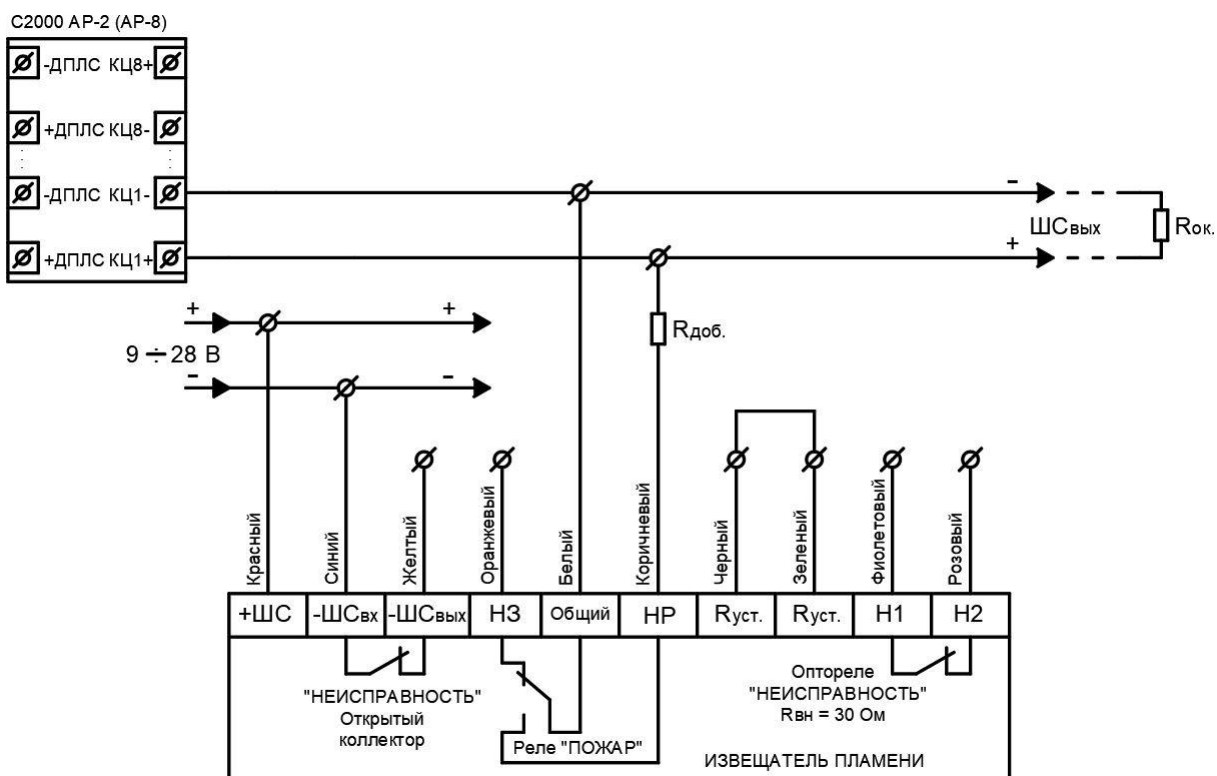 С2000 АР-2 (АР-8)
-ДПЛС КЦ8+
+ДПЛС КЦ8-
-ДПЛС КЦ1-
+ДПЛС КЦ1+
-
ШСвых
+
Rок.
+ +
9 ÷ 28 В
- -
Rдоб.
Красный
Синий
Желтый
Оранжевый
Белый
Коричневый
Черный
Зеленый
Фиолетовый
Розовый
+ШС -ШСвх -ШСвых НЗ Общий НР Rуст. Rуст. Н1 Н2
"НЕИСПРАВНОСТЬ"
Открытый
коллектор
Реле "ПОЖАР"
Оптореле
"НЕИСПРАВНОСТЬ"
Rвн = 30 Ом
ИЗВЕЩАТЕЛЬ ПЛАМЕНИ